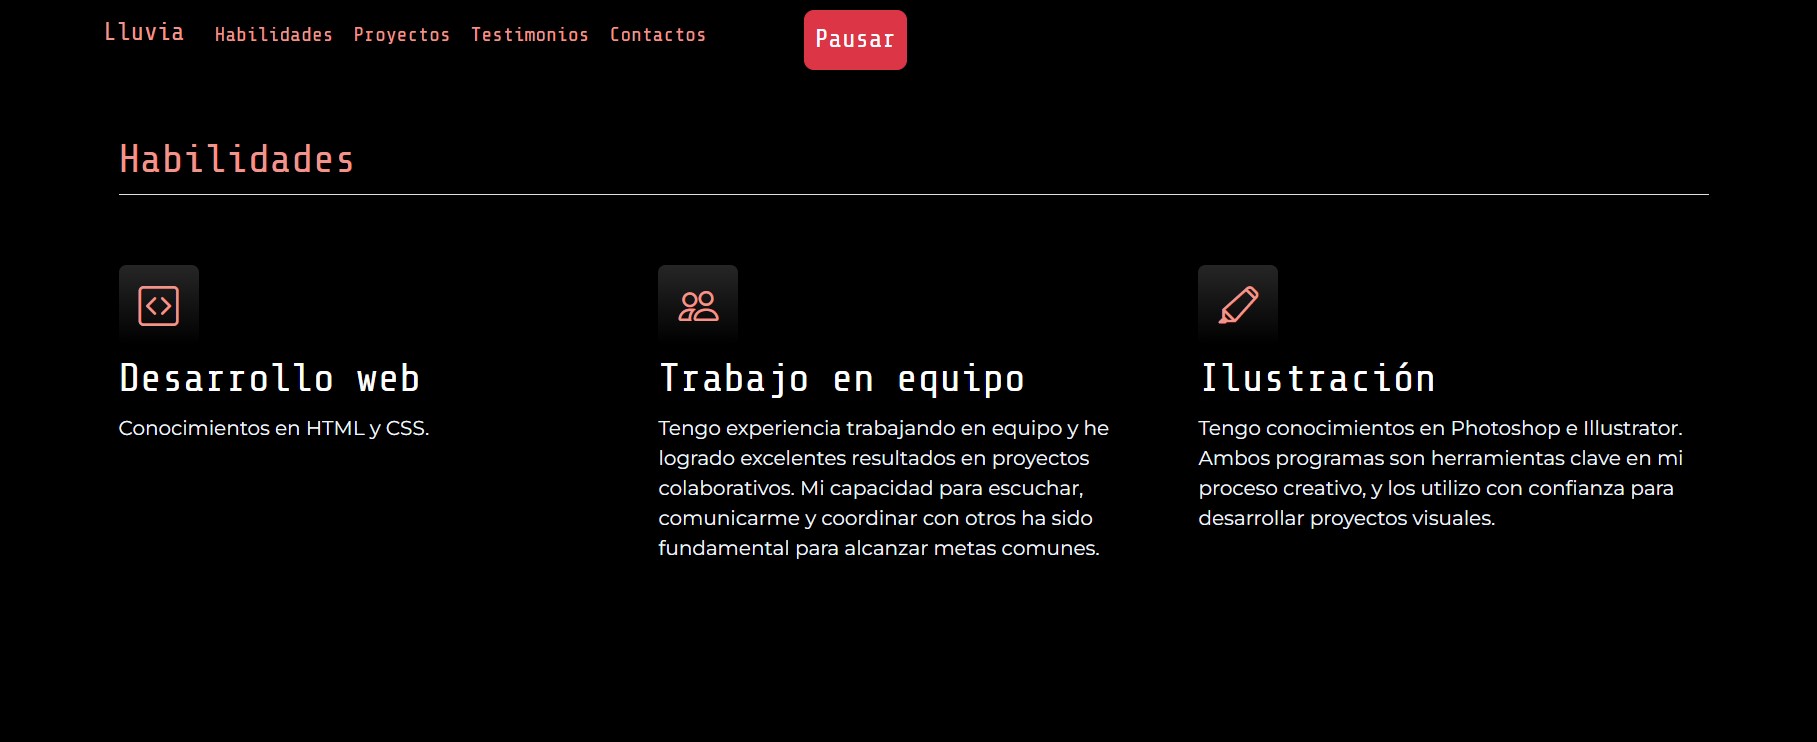 Lluvia Habilidades Proyectos Testimonios Contactos Pausar
Habilidades
Desarrollo web
Conocimientos en HTML y CSS.
Trabajo en equipo
Tengo experiencia trabajando en equipo y he
logrado excelentes resultados en proyectos
colaborativos. Mi capacidad para escuchar,
comunicarme y coordinar con otros ha sido
fundamental para alcanzar metas comunes.
Ilustración
Tengo conocimientos en Photoshop e Illustrator.
Ambos programas son herramientas clave en mi
proceso creativo, y los utilizo con confianza para
desarrollar proyectos visuales.